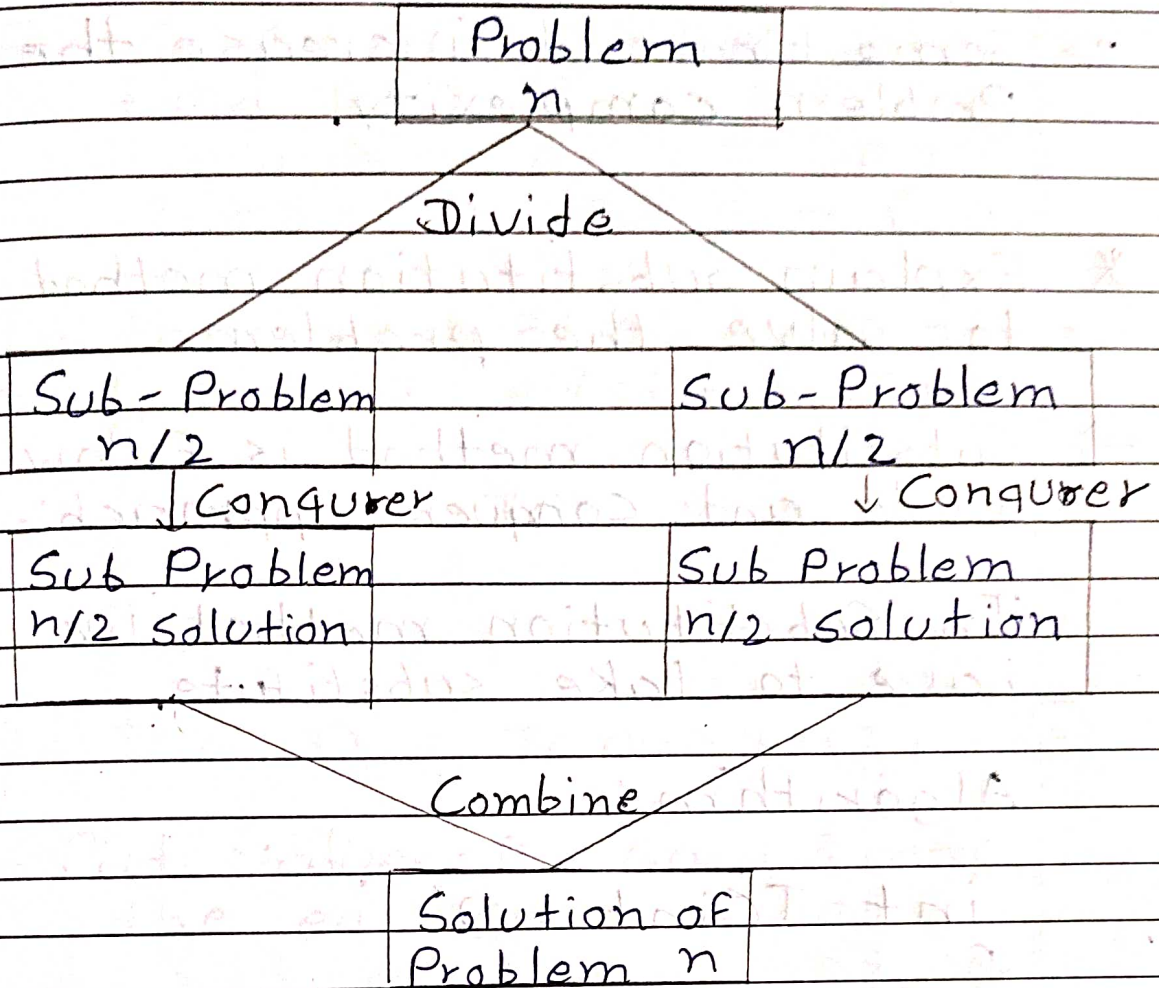 Problem
n
Divide
Sub-Problem
n/2
Sub-Problem
n/2
↓ Conqurer
↓ Conqurer
Sub Problem
n/2 solution
Sub Problem
n/2 solution
Combine
Solution of
Problem n